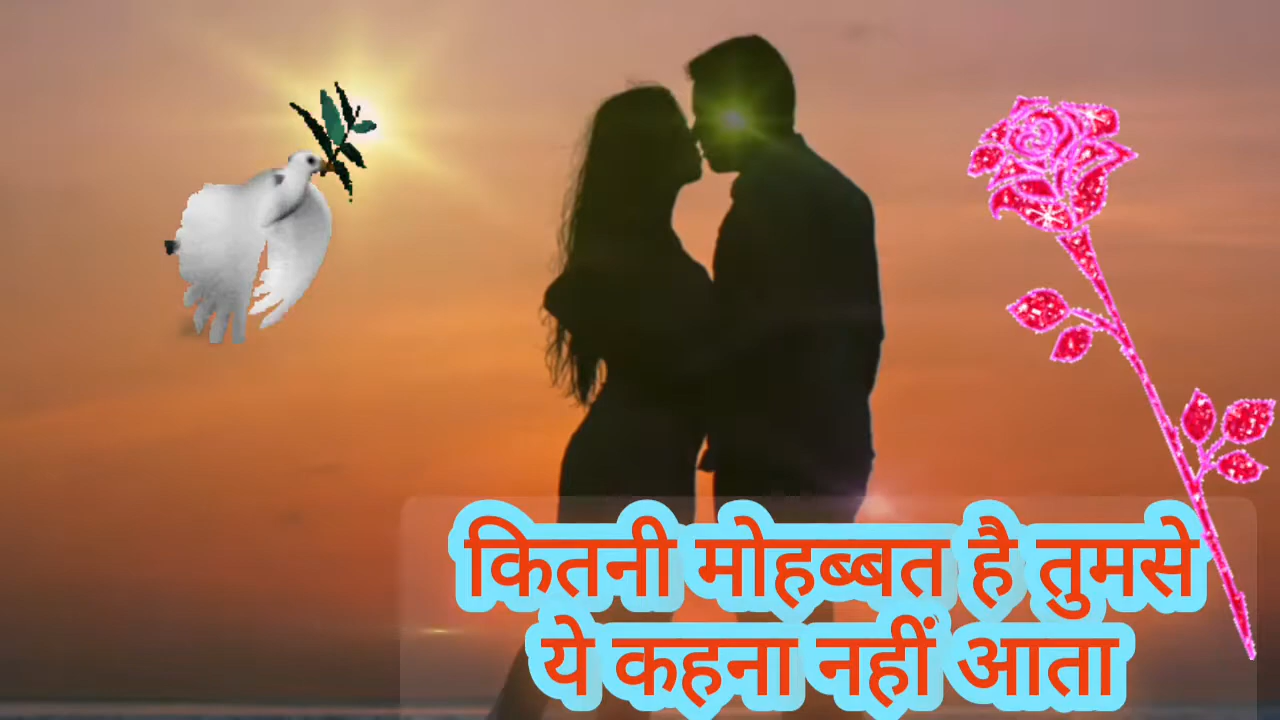 कितनी मोहब्बत है तुमसे
ये कहना नहीं आता